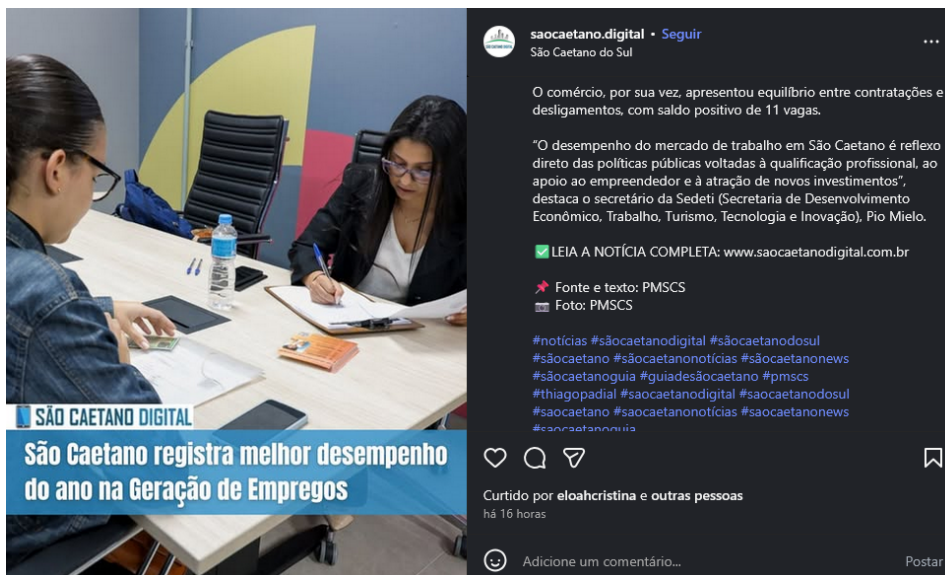 SÃO CAETANO DIGITAL
São Caetano registra melhor desempenho
do ano na Geração de Empregos
saocaetano.digital • Seguir
São Caetano do Sul
O comércio, por sua vez, apresentou equilíbrio entre contratações e
desligamentos, com saldo positivo de 11 vagas.
“O desempenho do mercado de trabalho em São Caetano é reflexo
direto das políticas públicas voltadas à qualificação profissional, ao
apoio ao empreendedor e à atração de novos investimentos”,
destaca o secretário da Sedeti (Secretaria de Desenvolvimento
Econômico, Trabalho, Turismo, Tecnologia e Inovação), Pio Mielo.
✅LEIA A NOTÍCIA COMPLETA: www.saocaetanodigital.com.br
📌 Fonte e texto: PMSCS
📷 Foto: PMSCS
#notícias #sãocaetanodigital #sãocaetanodosul
#sãocaetano #sãocaetanonotícias #sãocaetanonews
#sãocaetanoguia #guiadesãocaetano #pmscs
#thiagopadial #saocaetanodigital #saocaetanodosul
#saocaetano #saocaetanonotícias #saocaetanonews
#saocaetanoguia
Curtido por eloahcristina e outras pessoas
há 16 horas
Adicione um comentário...
Postar